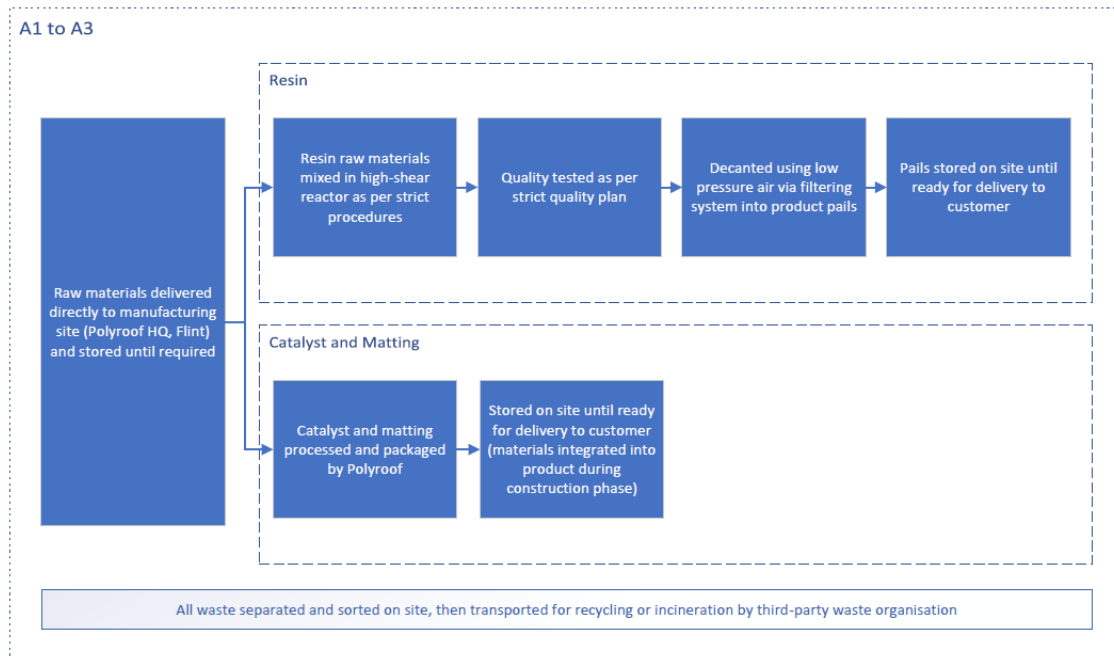 A1 to A3
Resin
Raw materials delivered
directly to manufacturing
site (Polyroof HQ, Flint)
and stored until required
Resin raw materials
mixed in high-shear
reactor as per strict
procedures
Quality tested as per
strict quality plan
Decanted using low
pressure air via filtering
system into product pails
Pails stored on site until
ready for delivery to
customer
Catalyst and Matting
Catalyst and matting
processed and packaged
by Polyroof
Stored on site until ready
for delivery to customer
(materials integrated into
product during
construction phase)
All waste separated and sorted on site, then transported for recycling or incineration by third-party waste organisation